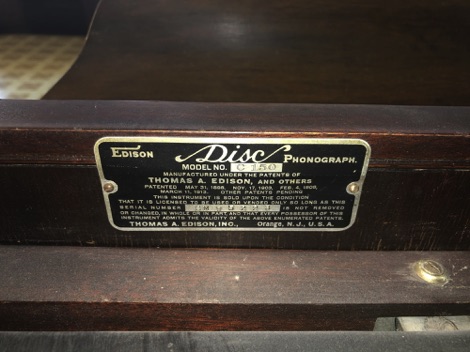 EDISON Disc PHONOGRAPH.
MODEL NO. C 150
MANUFACTURED UNDER THE PATENTS OF
THOMAS A. EDISON, AND OTHERS
PATENTED MAY 31, 1898, NOV. 17, 1903, FEB. 4, 1908,
MARCH 11, 1913. OTHER PATENTS PENDING
THIS INSTRUMENT IS SOLD UPON THE CONDITION
THAT IT IS LICENSED TO BE USED OR VENDED ONLY SO LONG AS THIS
SERIAL NUMBER IS NOT REMOVED
OR CHANGED, IN WHOLE OR IN PART, AND THAT EVERY POSSESSOR OF THIS
INSTRUMENT ADMITS THE VALIDITY OF THE ABOVE ENUMERATED PATENTS.
THOMAS A. EDISON, INC., Orange, N. J., U. S. A.